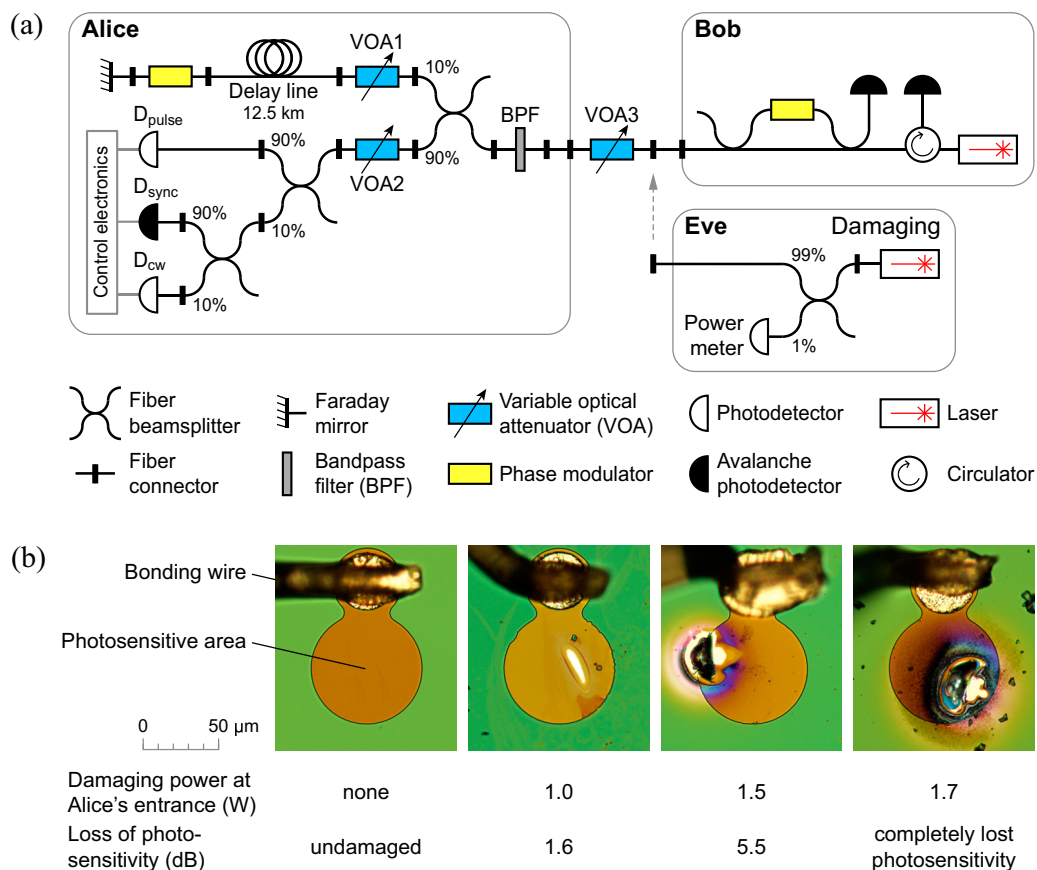 (a)
Alice
VOA1
10%
Delay line
12.5 km
BPF
VOA3
Bob
D_pulse
90%
VOA2
90%
D_sync
90%
10%
D_cw
10%
Control electronics
Eve
Damaging
99%
Power
meter
1%
Fiber
beamsplitter
Faraday
mirror
Variable optical
attenuator (VOA)
Photodetector
Laser
Fiber
connector
Bandpass
filter (BPF)
Phase modulator
Avalanche
photodetector
Circulator
(b)
Bonding wire
Photosensitive area
0 50 µm
Damaging power at
Alice’s entrance (W)
none
1.0
1.5
1.7
Loss of photo-
sensitivity (dB)
undamaged
1.6
5.5
completely lost
photosensitivity